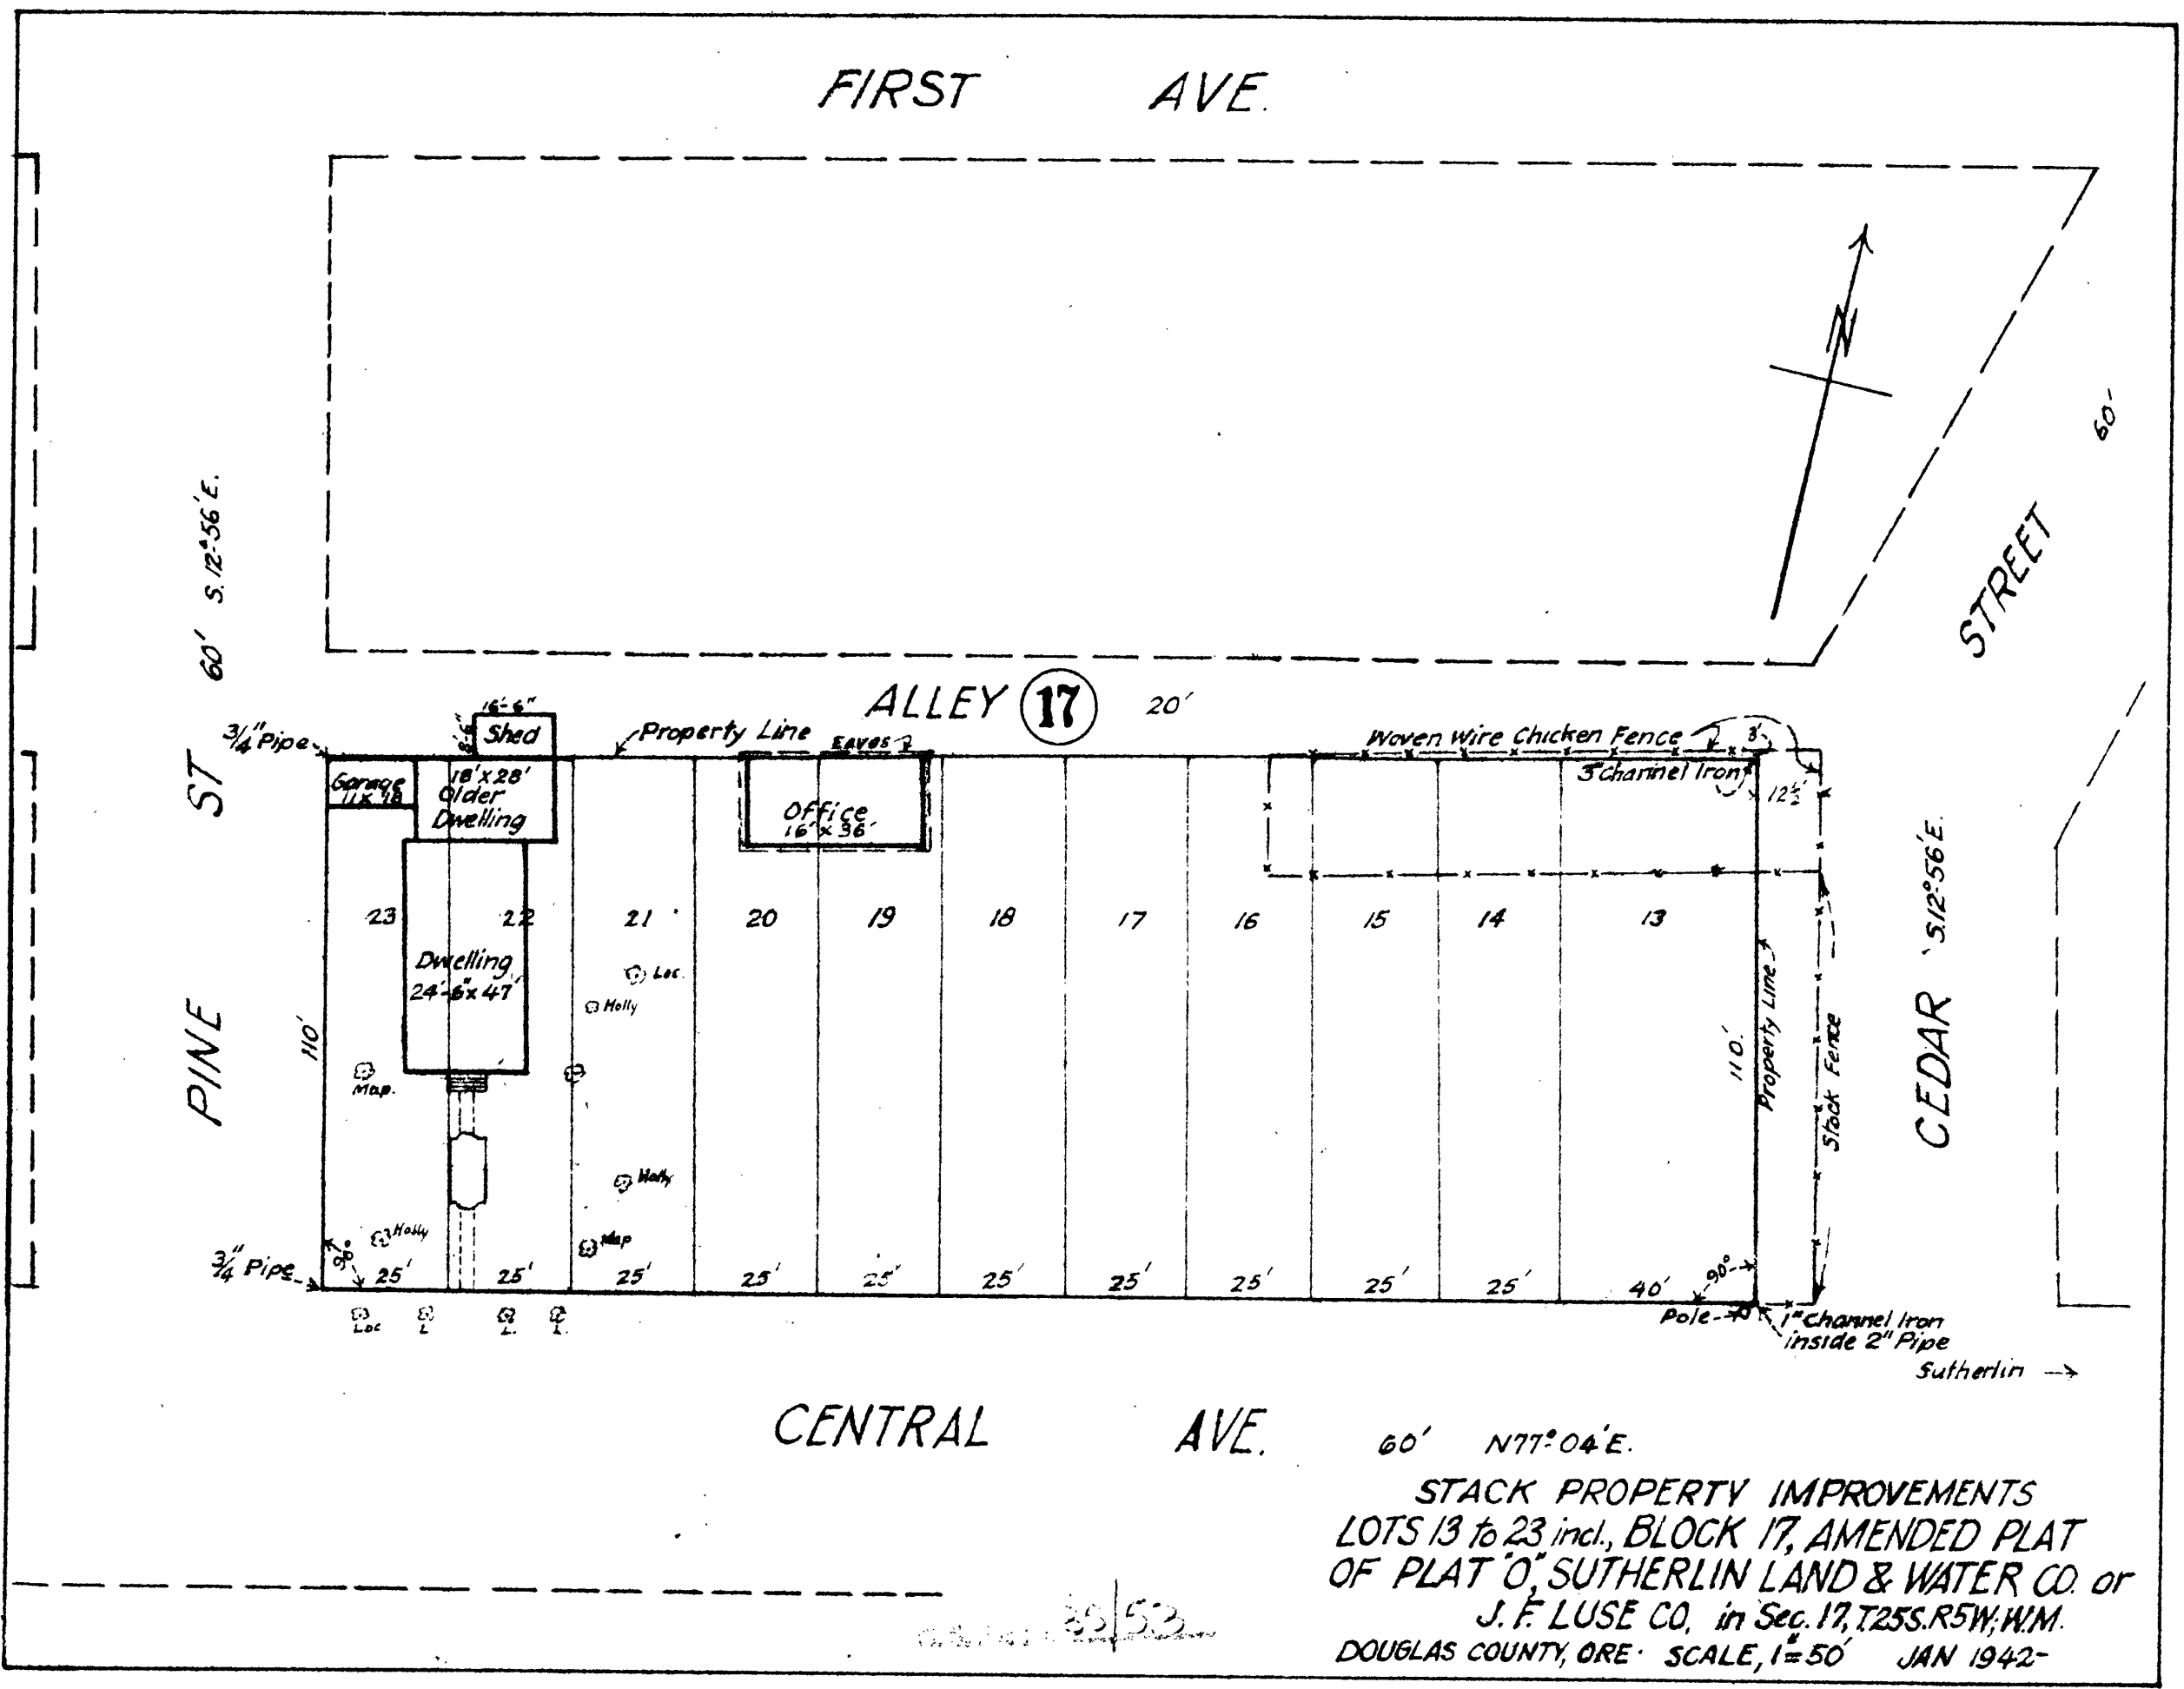 FIRST AVE.
60'
STREET
60' S.12°56'E.
ALLEY 17 20'
16'-6"
8'-6"
Shed
3/4" Pipe
Property Line
Eaves
Woven Wire Chicken Fence
3'
3" Channel Iron
12½'
Garage
18'x28'
Older
Dwelling
Office
16'x36'
ST
PINE
CEDAR S.12°56'E.
23 22 21 20 19 18 17 16 15 14 13
Dwelling
24'-6"x47'
Loc.
Holly
110'
110'
Property Line
Stock Fence
Map.
Holly
Holly
Map
90°
3/4" Pipe
25' 25' 25' 25' 25' 25' 25' 25' 25' 25' 40'
90°
Loc L L. L.
Pole
1" Channel Iron
inside 2" Pipe
Sutherlin
CENTRAL AVE. 60' N77°04'E.
STACK PROPERTY IMPROVEMENTS
LOTS 13 to 23 incl., BLOCK 17, AMENDED PLAT
OF PLAT "O", SUTHERLIN LAND & WATER CO. or
J. F. LUSE CO, in Sec. 17, T.25S.R5W, W.M.
DOUGLAS COUNTY, ORE. SCALE, 1"=50' JAN 1942-